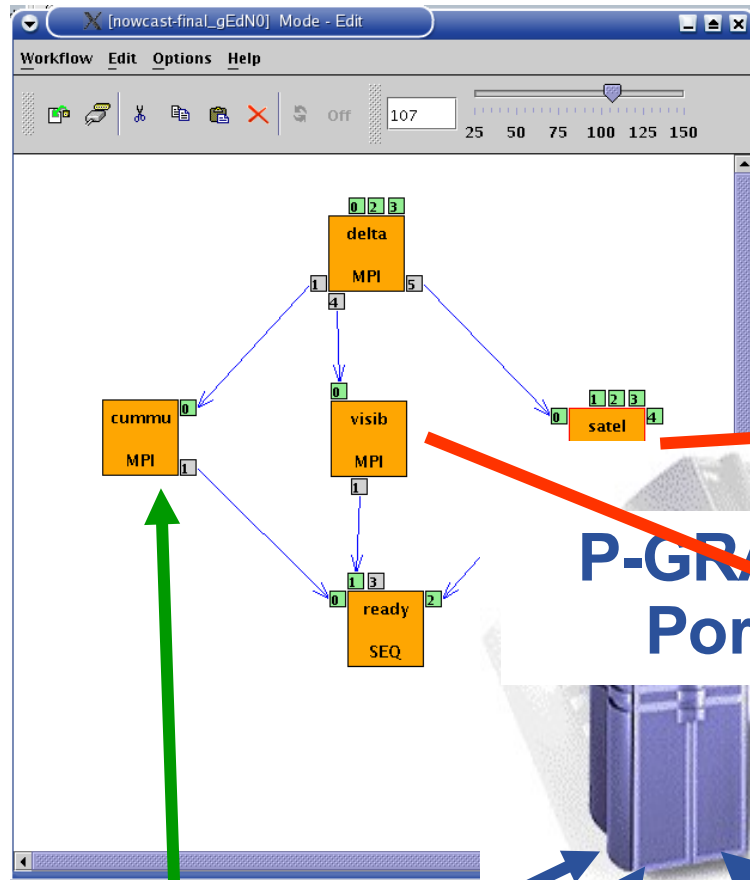 [nowcast-final_gEdN0] Mode - Edit
Workflow Edit Options Help
Off 107
25 50 75 100 125 150
0 2 3
delta
MPI
1 5
4
0
cummu
MPI
1
0
visib
MPI
1
1 2 3
0 4
satel
1 3
0 2
ready
SEQ
P-GRA
Por